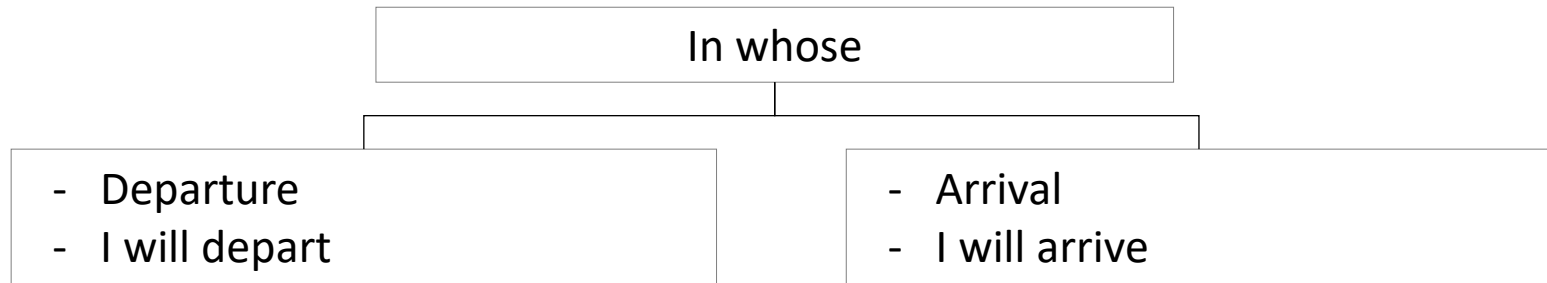 In whose
- Departure
- I will depart
- Arrival
- I will arrive